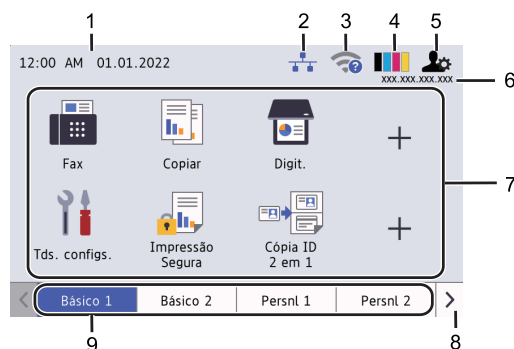 1 2 3 4 5
12:00 AM 01.01.2022
xxx.xxx.xxx.xxx 6
Fax Copiar Digit. +
7
Tds. configs. Impressão Segura Cópia ID 2 em 1 +
Básico 1 Básico 2 Persnl 1 Persnl 2 >
9 8